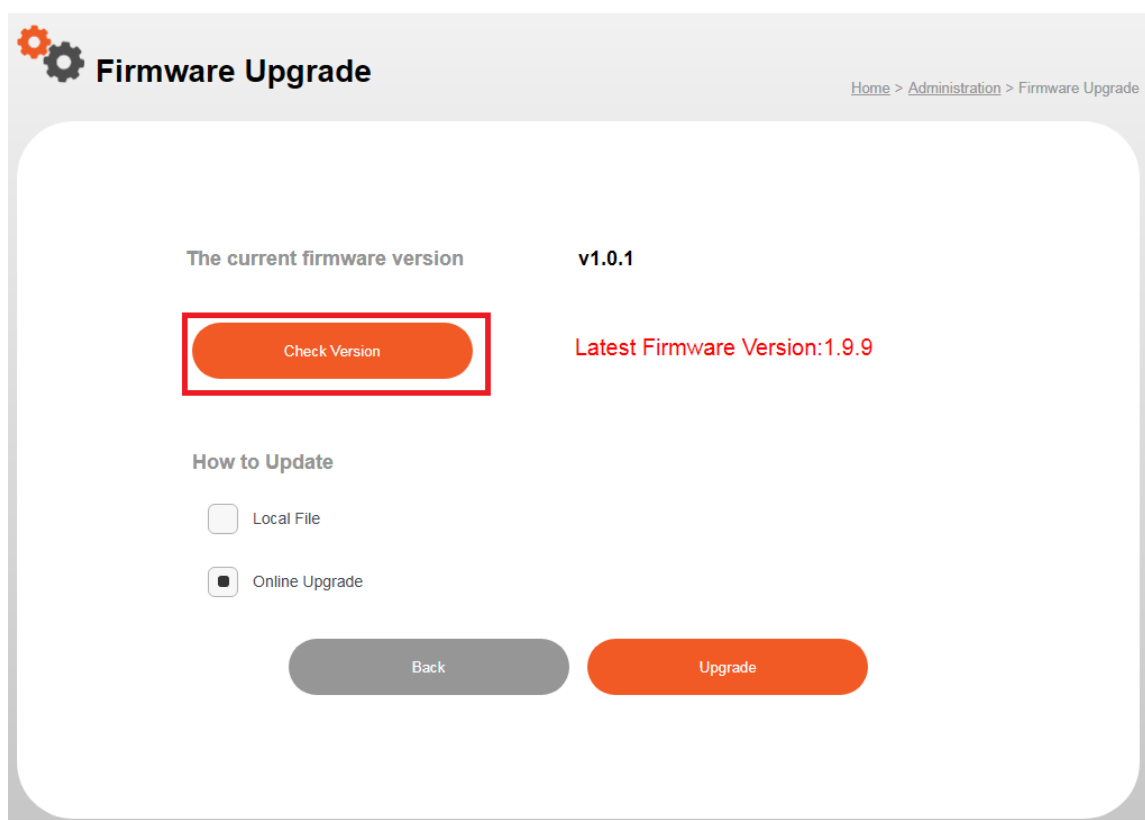 Firmware Upgrade
Home > Administration > Firmware Upgrade
The current firmware version v1.0.1
Check Version Latest Firmware Version:1.9.9
How to Update
Local File
Online Upgrade
Back Upgrade